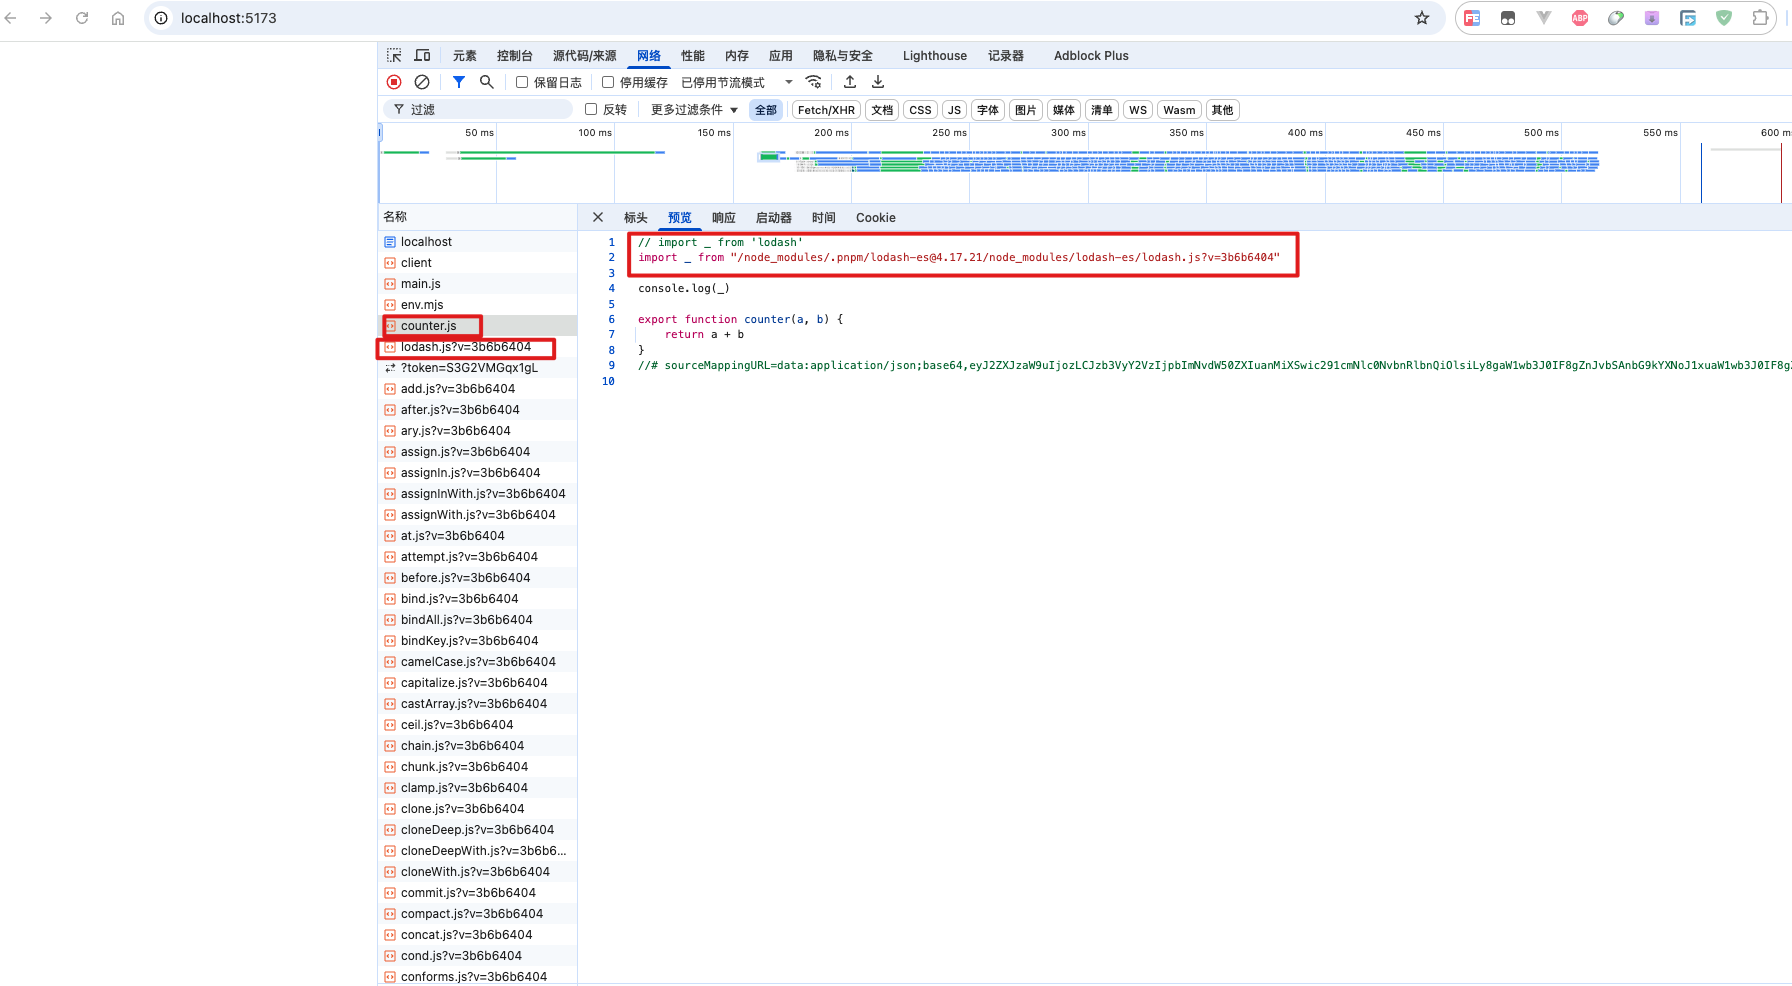 localhost:5173
ABP
元素 控制台 源代码/来源 网络 性能 内存 应用 隐私与安全 Lighthouse 记录器 Adblock Plus
保留日志 停用缓存 已停用节流模式
过滤 反转 更多过滤条件 全部 Fetch/XHR 文档 CSS JS 字体 图片 媒体 清单 WS Wasm 其他
50 ms 100 ms 150 ms 200 ms 250 ms 300 ms 350 ms 400 ms 450 ms 500 ms 550 ms 600 ms
名称
标头 预览 响应 启动器 时间 Cookie
localhost
client
main.js
env.mjs
counter.js
lodash.js?v=3b6b6404
?token=S3G2VMGqx1gL
add.js?v=3b6b6404
after.js?v=3b6b6404
ary.js?v=3b6b6404
assign.js?v=3b6b6404
assignIn.js?v=3b6b6404
assignInWith.js?v=3b6b6404
assignWith.js?v=3b6b6404
at.js?v=3b6b6404
attempt.js?v=3b6b6404
before.js?v=3b6b6404
bind.js?v=3b6b6404
bindAll.js?v=3b6b6404
bindKey.js?v=3b6b6404
camelCase.js?v=3b6b6404
capitalize.js?v=3b6b6404
castArray.js?v=3b6b6404
ceil.js?v=3b6b6404
chain.js?v=3b6b6404
chunk.js?v=3b6b6404
clamp.js?v=3b6b6404
clone.js?v=3b6b6404
cloneDeep.js?v=3b6b6404
cloneDeepWith.js?v=3b6b6...
cloneWith.js?v=3b6b6404
commit.js?v=3b6b6404
compact.js?v=3b6b6404
concat.js?v=3b6b6404
cond.js?v=3b6b6404
conforms.js?v=3b6b6404
1 // import _ from 'lodash'
2 import _ from "/node_modules/.pnpm/lodash-es@4.17.21/node_modules/lodash-es/lodash.js?v=3b6b6404"
3
4 console.log(_)
5
6 export function counter(a, b) {
7 return a + b
8 }
9 //# sourceMappingURL=data:application/json;base64,
10